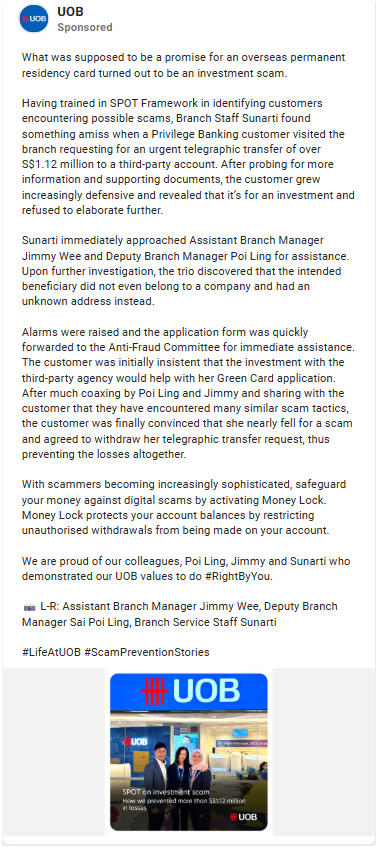 UOB
UOB
Sponsored
What was supposed to be a promise for an overseas permanent
residency card turned out to be an investment scam.
Having trained in SPOT Framework in identifying customers
encountering possible scams, Branch Staff Sunarti found
something amiss when a Privilege Banking customer visited the
branch requesting for an urgent telegraphic transfer of over
S$1.12 million to a third-party account. After probing for more
information and supporting documents, the customer grew
increasingly defensive and revealed that it's for an investment and
refused to elaborate further.
Sunarti immediately approached Assistant Branch Manager
Jimmy Wee and Deputy Branch Manager Poi Ling for assistance.
Upon further investigation, the trio discovered that the intended
beneficiary did not even belong to a company and had an
unknown address instead.
Alarms were raised and the application form was quickly
forwarded to the Anti-Fraud Committee for immediate assistance.
The customer was initially insistent that the investment with the
third-party agency would help with her Green Card application.
After much coaxing by Poi Ling and Jimmy and sharing with the
customer that they have encountered many similar scam tactics,
the customer was finally convinced that she nearly fell for a scam
and agreed to withdraw her telegraphic transfer request, thus
preventing the losses altogether.
With scammers becoming increasingly sophisticated, safeguard
your money against digital scams by activating Money Lock.
Money Lock protects your account balances by restricting
unauthorised withdrawals from being made on your account.
We are proud of our colleagues, Poi Ling, Jimmy and Sunarti who
demonstrated our UOB values to do #RightByYou.
📷 L-R: Assistant Branch Manager Jimmy Wee, Deputy Branch
Manager Sai Poi Ling, Branch Service Staff Sunarti
#LifeAtUOB #ScamPreventionStories
UOB
UOB
SPOT on investment scam
How we prevented more than S$1.12 million
in losses
UOB